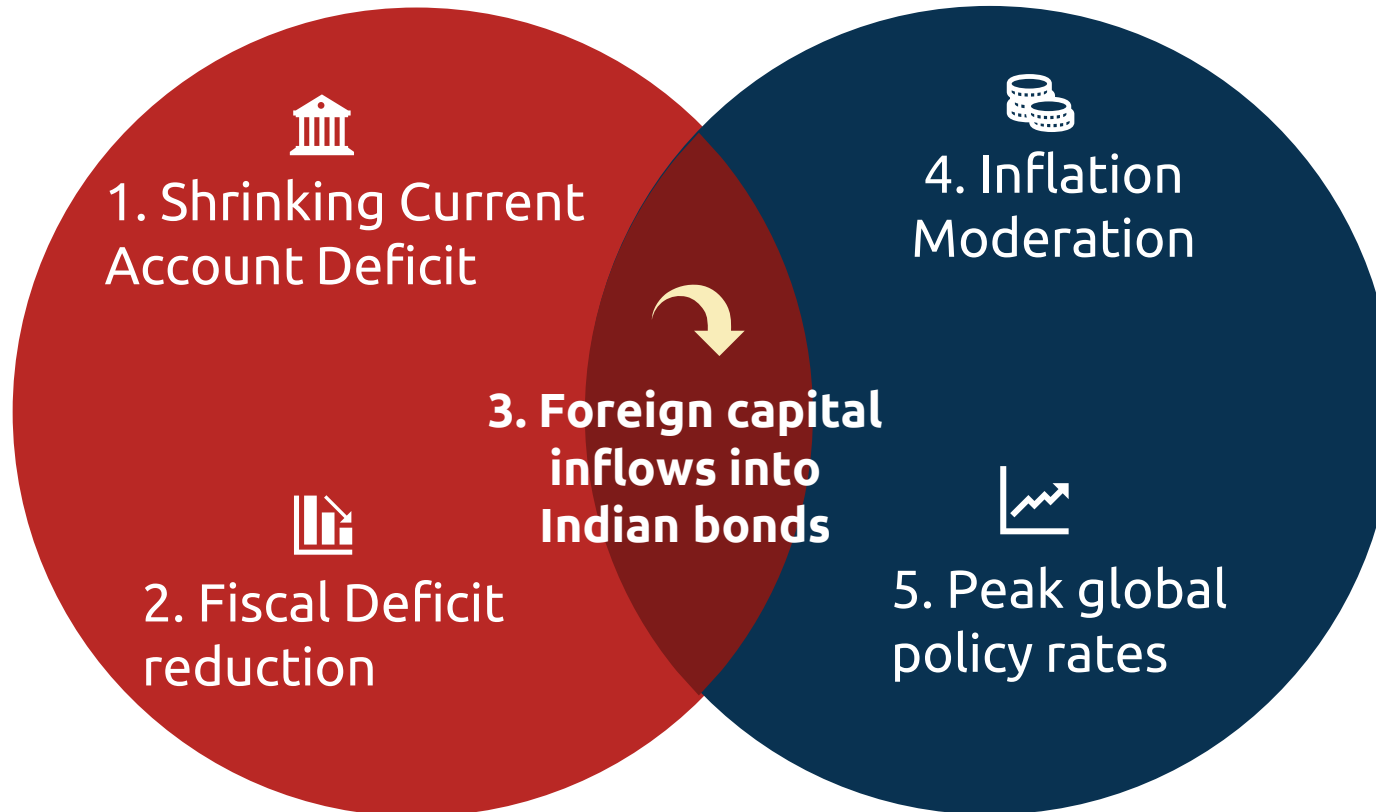 1. Shrinking Current
Account Deficit
2. Fiscal Deficit
reduction
3. Foreign capital
inflows into
Indian bonds
4. Inflation
Moderation
5. Peak global
policy rates